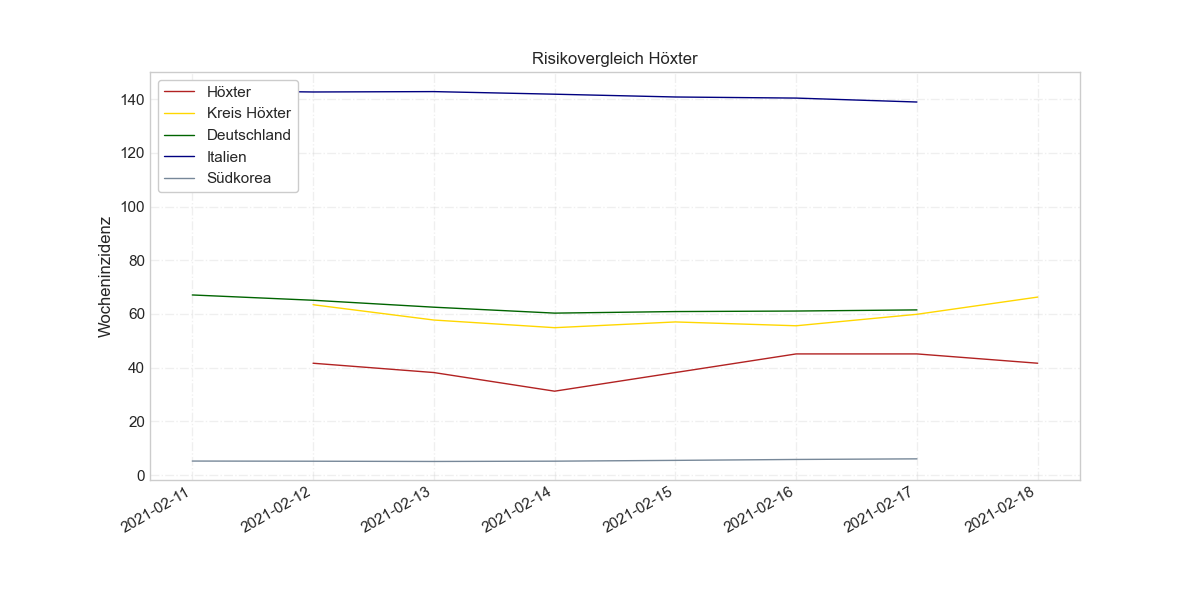 Risikovergleich Höxter
Höxter
Kreis Höxter
Deutschland
Italien
Südkorea
Wocheninzidenz
140
120
100
80
60
40
20
0
2021-02-11
2021-02-12
2021-02-13
2021-02-14
2021-02-15
2021-02-16
2021-02-17
2021-02-18